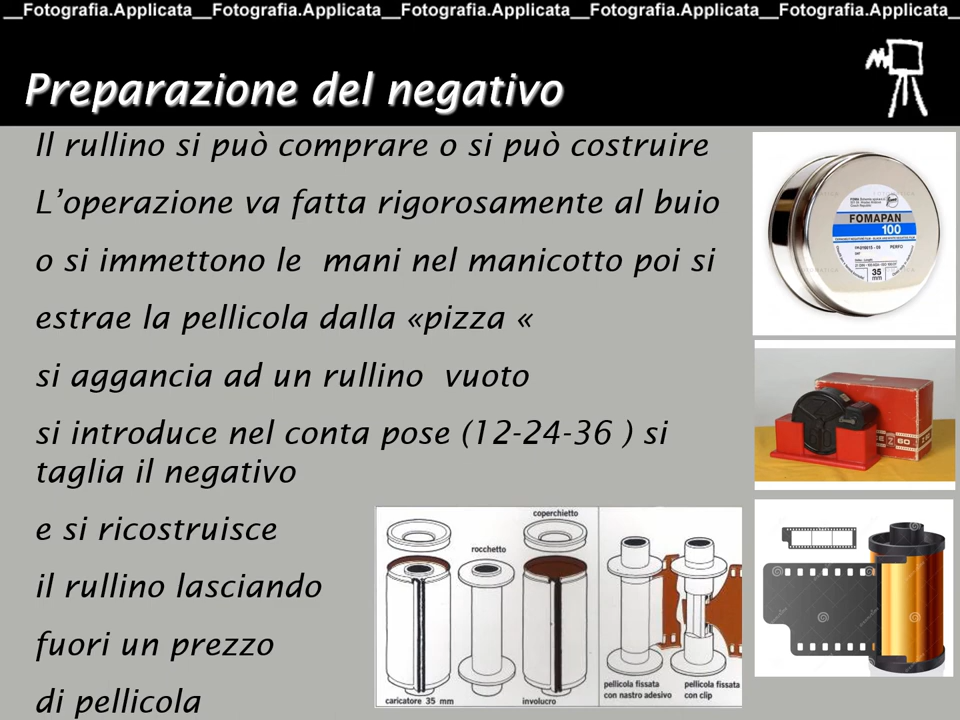 __Fotografia.Applicata__Fotografia.Applicata__Fotografia.Applicata__Fotografia.Applicata__Fotografia.Applicata_
Preparazione del negativo
Il rullino si può comprare o si può costruire
L’operazione va fatta rigorosamente al buio
o si immettono le  mani nel manicotto poi si
estrae la pellicola dalla «pizza «
si aggancia ad un rullino  vuoto
si introduce nel conta pose (12-24-36 ) si
taglia il negativo
e si ricostruisce
il rullino lasciando
fuori un prezzo
di pellicola
FOMAPAN
100
35
mm
60
coperchietto
rocchetto
caricatore 35 mm
involucro
pellicola fissata
con nastro adesivo
pellicola fissata
con clip